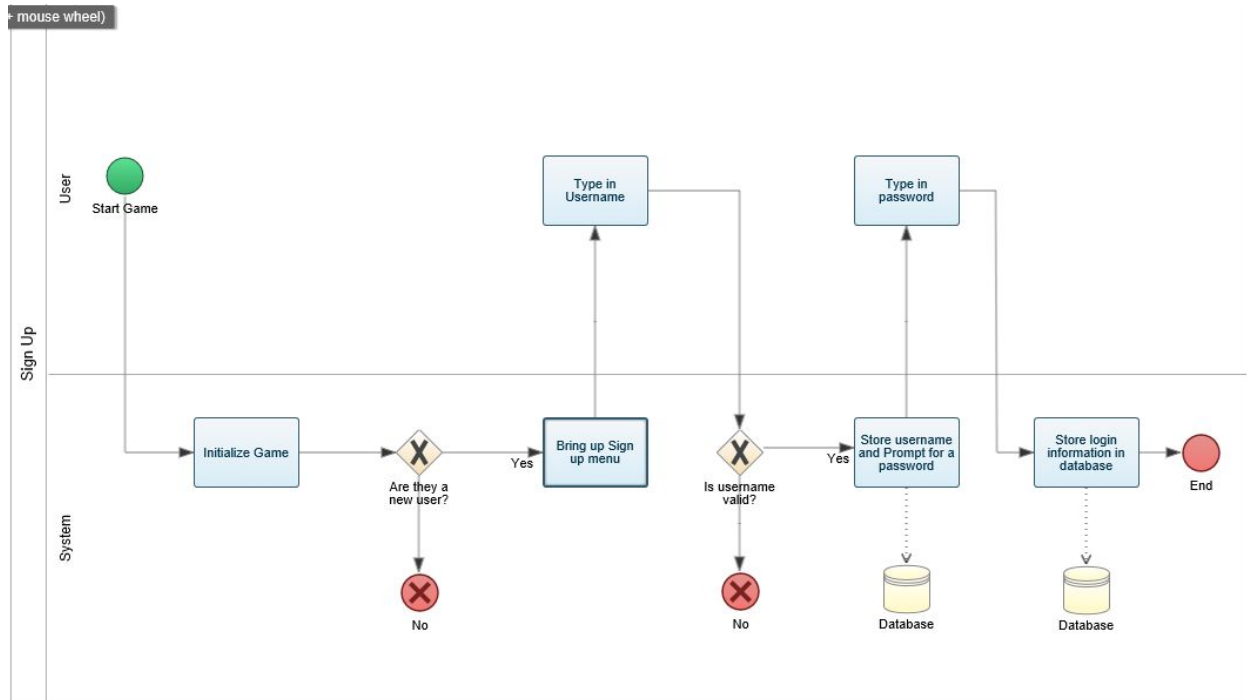 + mouse wheel)
Sign Up
User
Start Game
Type in
Username
Type in
password
System
Initialize Game
Are they a
new user?
Yes
No
Bring up Sign
up menu
Is username
valid?
Yes
No
Store username
and Prompt for a
password
Database
Store login
information in
database
Database
End